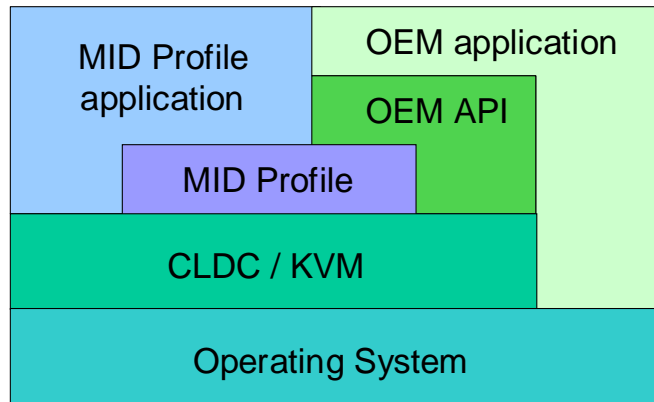 MID Profile
application
OEM application
OEM API
MID Profile
CLDC / KVM
Operating System